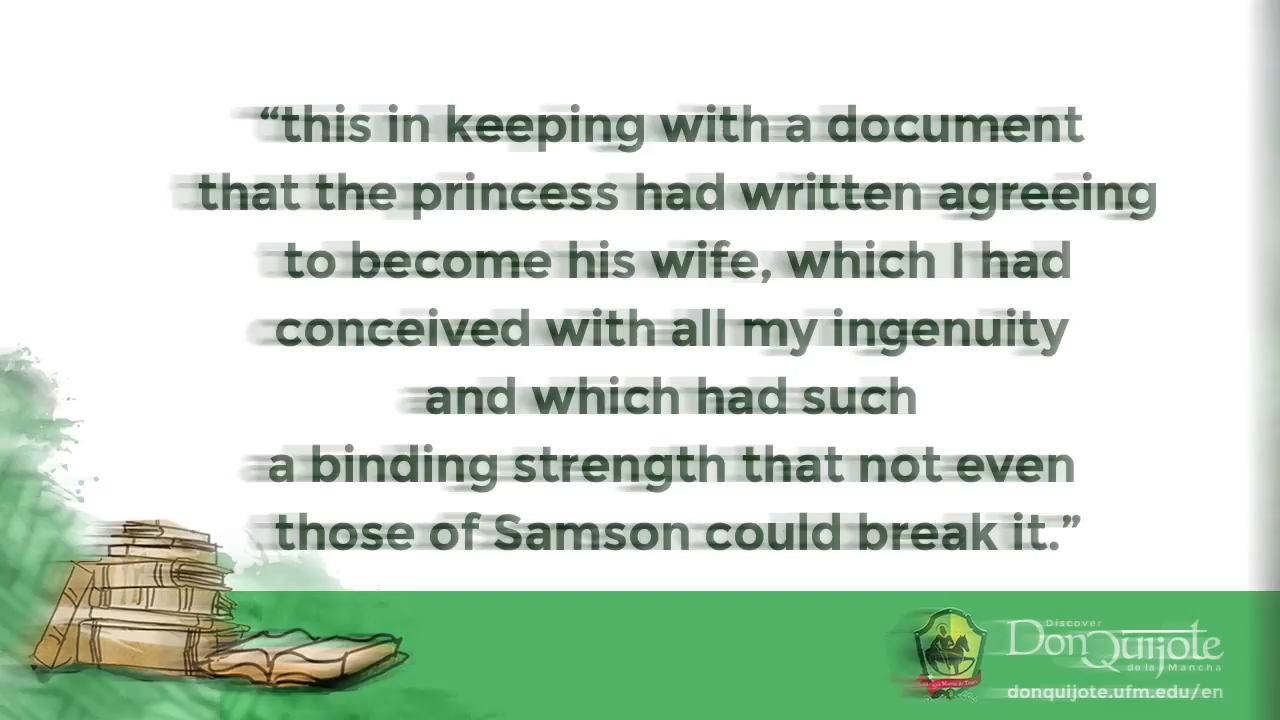 “this in keeping with a document
that the princess had written agreeing
to become his wife, which I had
conceived with all my ingenuity
and which had such
a binding strength that not even
those of Samson could break it.”
Discover
Don Quijote
de la Mancha
donquijote.ufm.edu/en